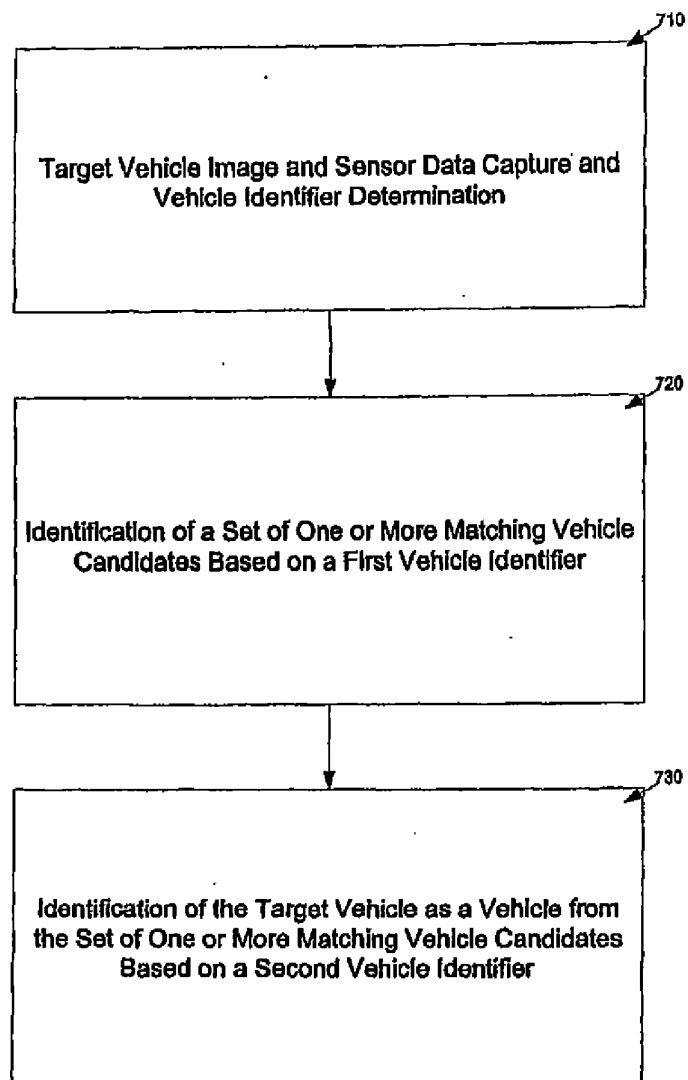 710
Target Vehicle Image and Sensor Data Capture and
Vehicle Identifier Determination
720
Identification of a Set of One or More Matching Vehicle
Candidates Based on a First Vehicle Identifier
730
Identification of the Target Vehicle as a Vehicle from
the Set of One or More Matching Vehicle Candidates
Based on a Second Vehicle Identifier